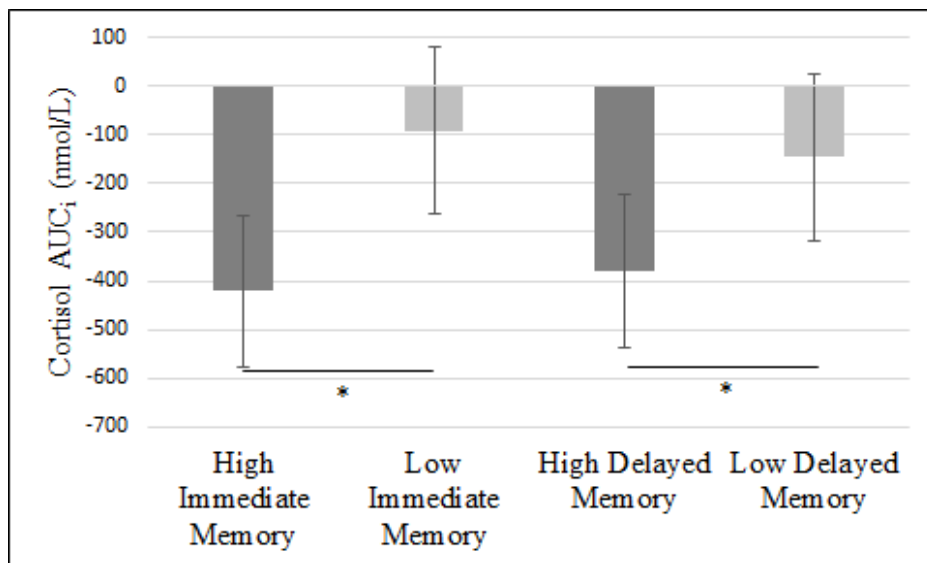 Cortisol AUCi (nmol/L)
100
0
-100
-200
-300
-400
-500
-600
-700
*
*
High
Immediate
Memory
Low
Immediate
Memory
High Delayed
Memory
Low Delayed
Memory